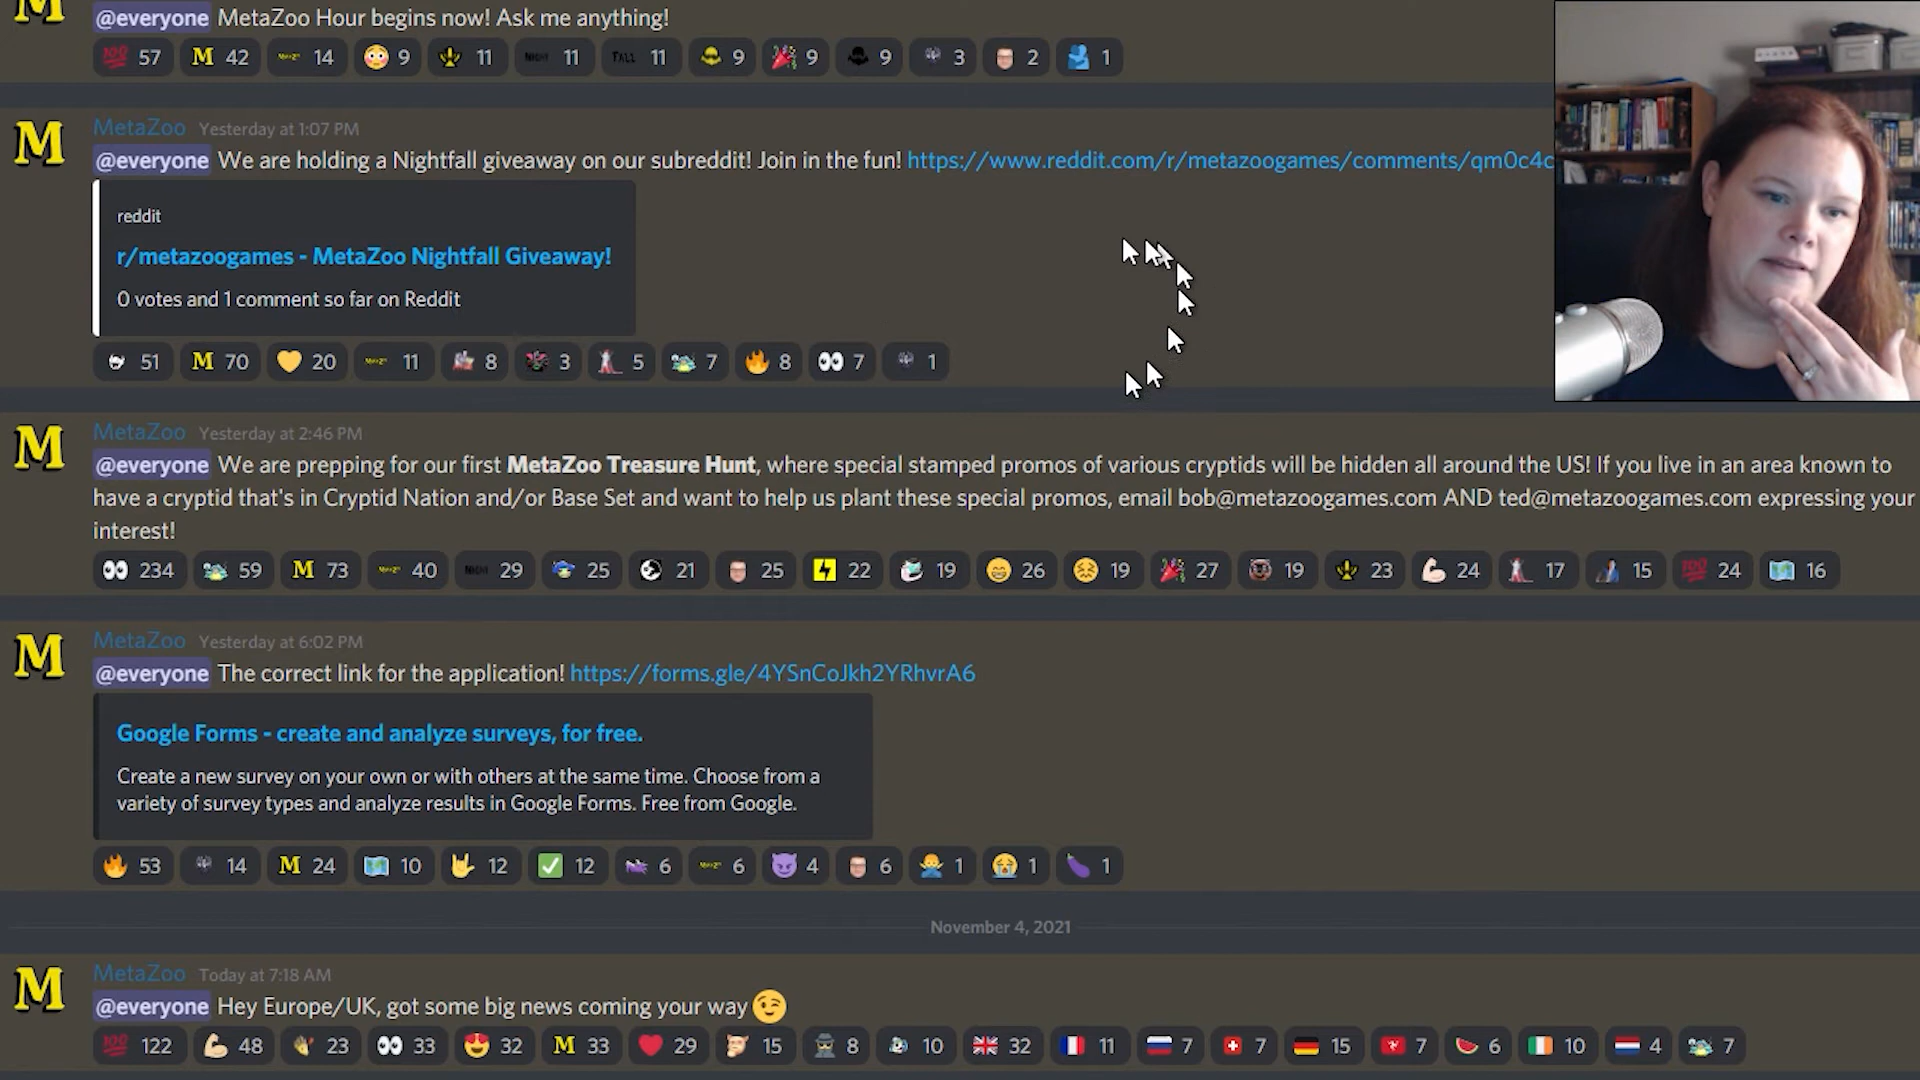 @everyone MetaZoo Hour begins now! Ask me anything!
57 M 42 14 9 11 11 11 9 9 9 3 2 1
M MetaZoo Yesterday at 1:07 PM
@everyone We are holding a Nightfall giveaway on our subreddit! Join in the fun! https://www.reddit.com/r/metazoogames/comments/qm0c4c
reddit
r/metazoogames - MetaZoo Nightfall Giveaway!
0 votes and 1 comment so far on Reddit
51 M 70 20 11 8 3 5 7 8 7 1
M MetaZoo Yesterday at 2:46 PM
@everyone We are prepping for our first MetaZoo Treasure Hunt, where special stamped promos of various cryptids will be hidden all around the US! If you live in an area known to
have a cryptid that's in Cryptid Nation and/or Base Set and want to help us plant these special promos, email bob@metazoogames.com AND ted@metazoogames.com expressing your
interest!
234 59 M 73 40 29 25 21 25 22 19 26 19 27 19 23 24 17 15 100 24 16
M MetaZoo Yesterday at 6:02 PM
@everyone The correct link for the application! https://forms.gle/4YSnCoJkh2YRhvrA6
Google Forms - create and analyze surveys, for free.
Create a new survey on your own or with others at the same time. Choose from a
variety of survey types and analyze results in Google Forms. Free from Google.
53 14 M 24 10 12 12 6 6 4 6 1 1 1
November 4, 2021
M MetaZoo Today at 7:18 AM
@everyone Hey Europe/UK, got some big news coming your way
100 122 48 23 33 32 M 33 29 15 8 10 32 11 7 7 15 7 6 10 4 7